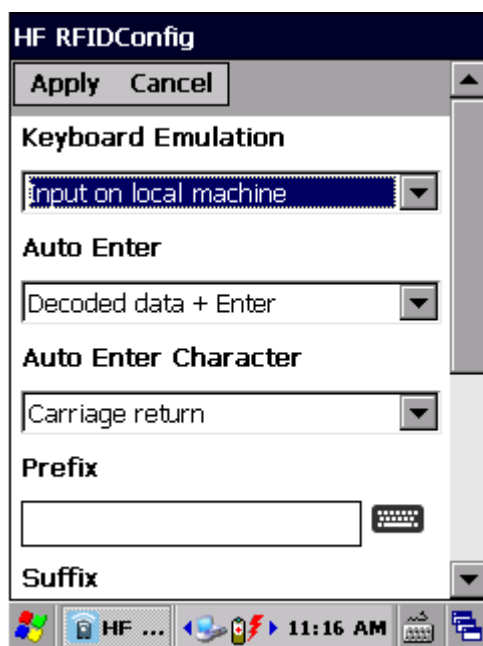 HF RFIDConfig
Apply Cancel
Keyboard Emulation
Input on local machine
Auto Enter
Decoded data + Enter
Auto Enter Character
Carriage return
Prefix
Suffix
HF ... 11:16 AM